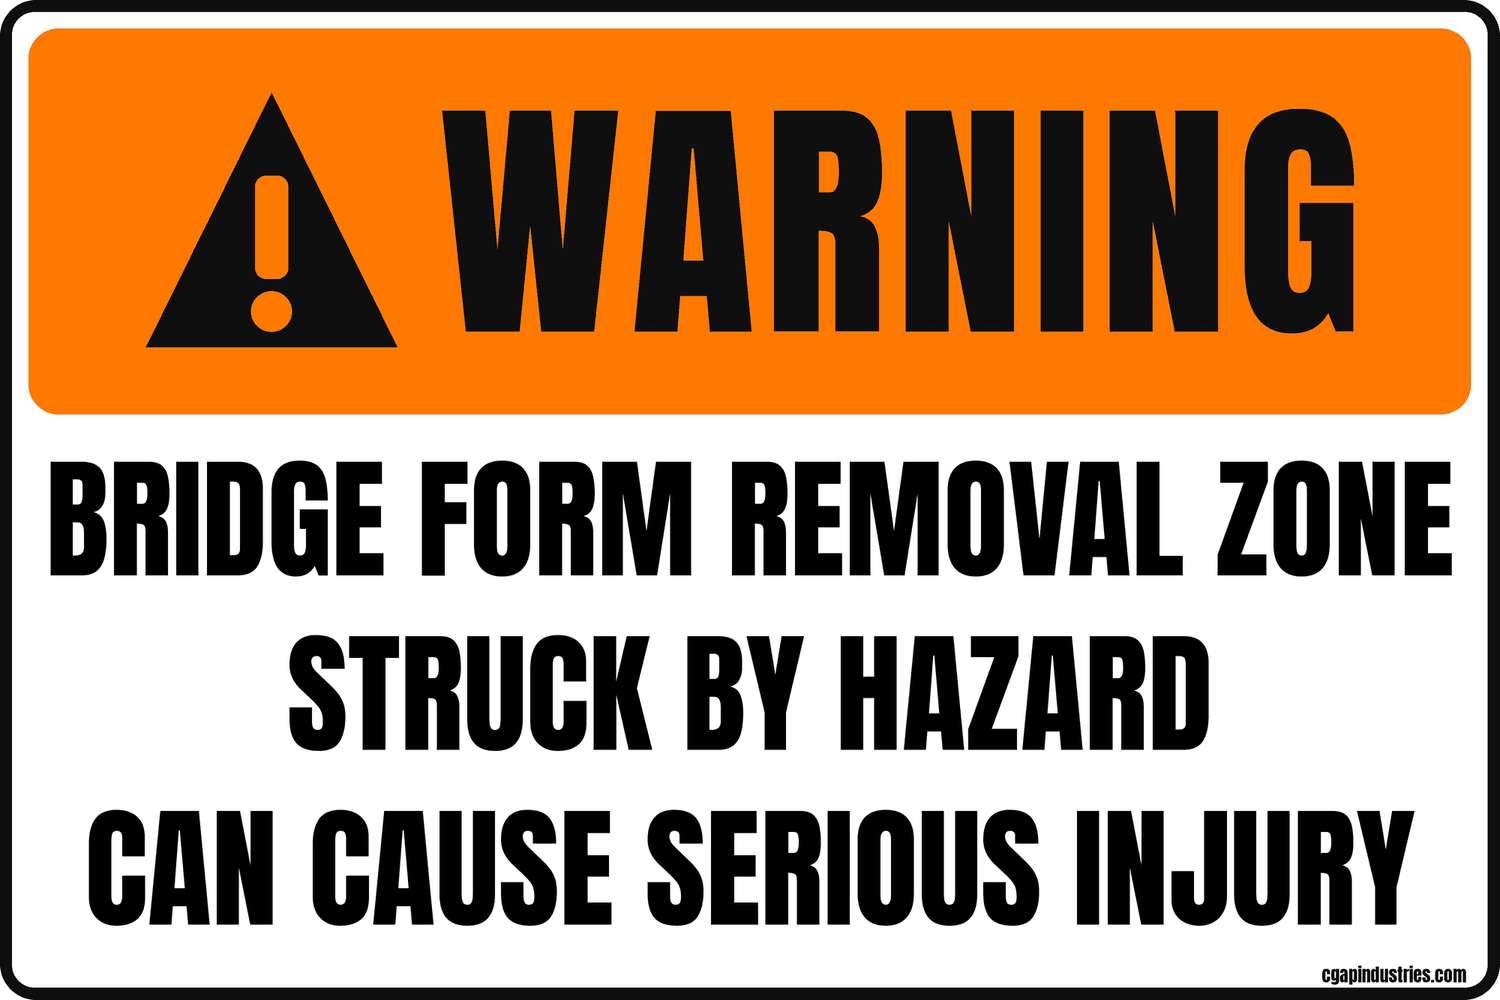 WARNING
BRIDGE FORM REMOVAL ZONE
STRUCK BY HAZARD
CAN CAUSE SERIOUS INJURY
cgapindustries.com